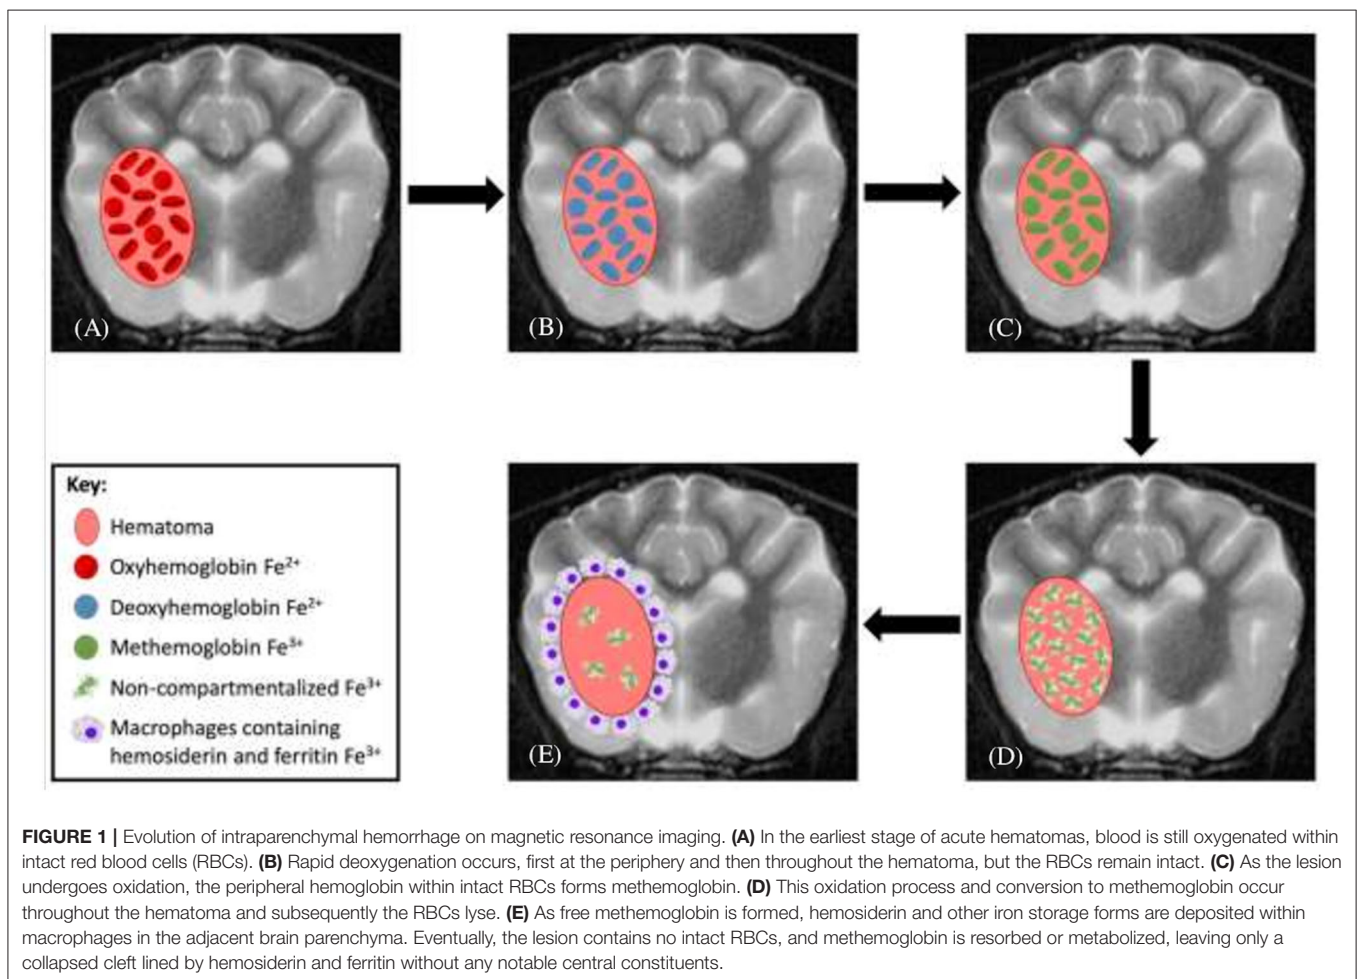 (A)
(B)
(C)
Key:
Hematoma
Oxyhemoglobin Fe²⁺
Deoxyhemoglobin Fe²⁺
Methemoglobin Fe³⁺
Non-compartmentalized Fe³⁺
Macrophages containing
hemosiderin and ferritin Fe³⁺
(E)
(D)
FIGURE 1 | Evolution of intraparenchymal hemorrhage on magnetic resonance imaging. (A) In the earliest stage of acute hematomas, blood is still oxygenated within
intact red blood cells (RBCs). (B) Rapid deoxygenation occurs, first at the periphery and then throughout the hematoma, but the RBCs remain intact. (C) As the lesion
undergoes oxidation, the peripheral hemoglobin within intact RBCs forms methemoglobin. (D) This oxidation process and conversion to methemoglobin occur
throughout the hematoma and subsequently the RBCs lyse. (E) As free methemoglobin is formed, hemosiderin and other iron storage forms are deposited within
macrophages in the adjacent brain parenchyma. Eventually, the lesion contains no intact RBCs, and methemoglobin is resorbed or metabolized, leaving only a
collapsed cleft lined by hemosiderin and ferritin without any notable central constituents.